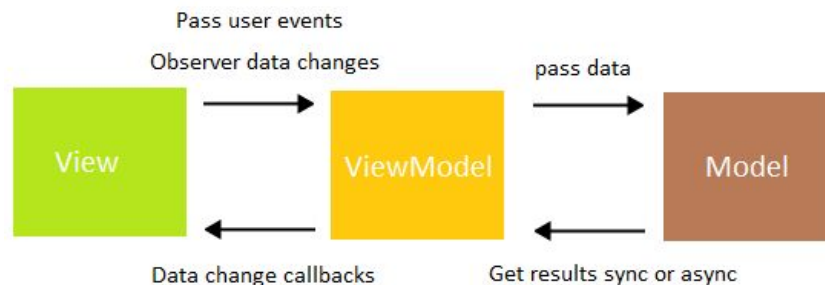 Pass user events
Observer data changes
pass data
View
ViewModel
Model
Data change callbacks
Get results sync or async